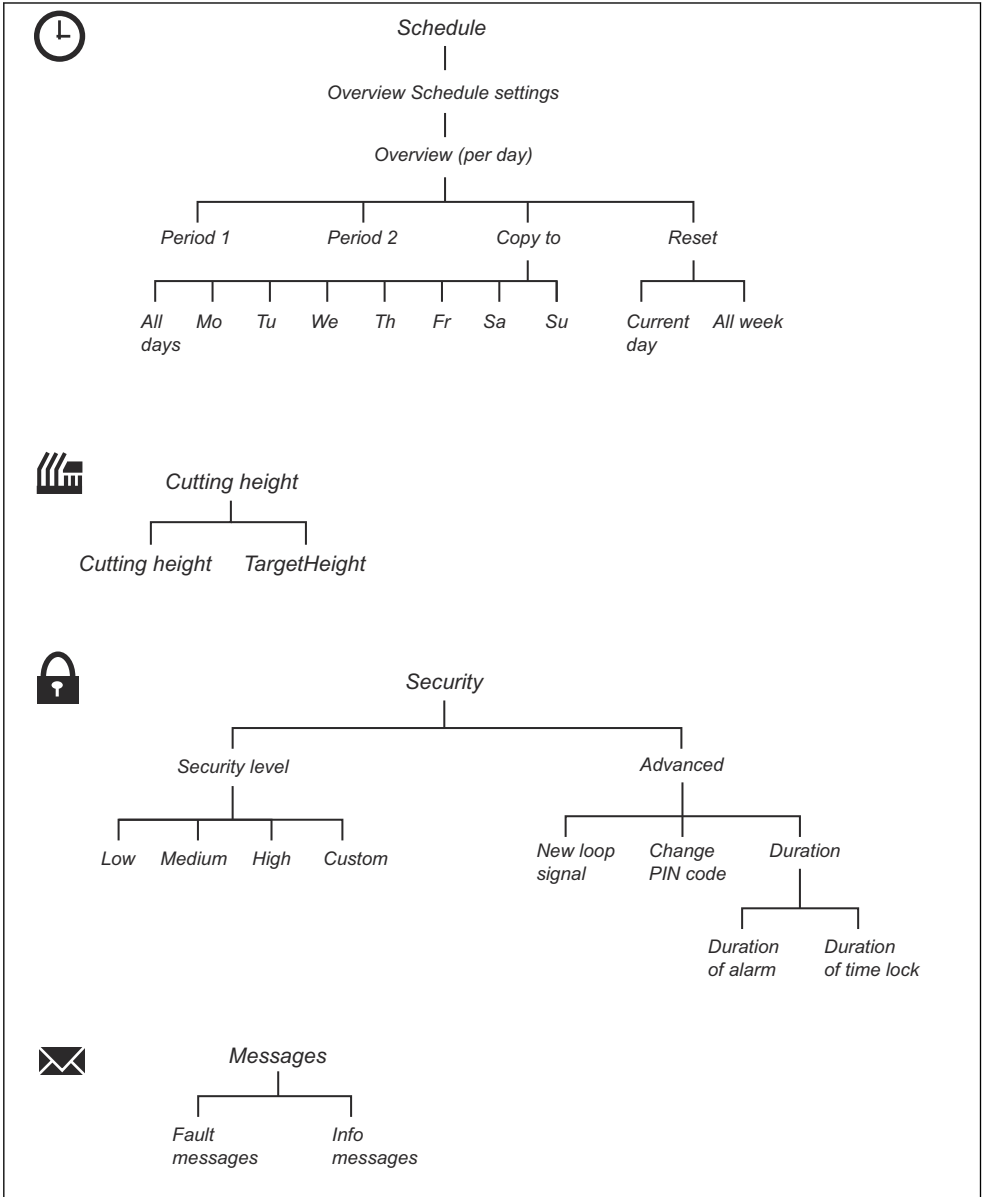 Schedule
Overview Schedule settings
Overview (per day)
Period 1 Period 2 Copy to Reset
All days Mo Tu We Th Fr Sa Su Current day All week
Cutting height
Cutting height TargetHeight
Security
Security level Advanced
Low Medium High Custom New loop signal Change PIN code Duration
Duration of alarm Duration of time lock
Messages
Fault messages Info messages